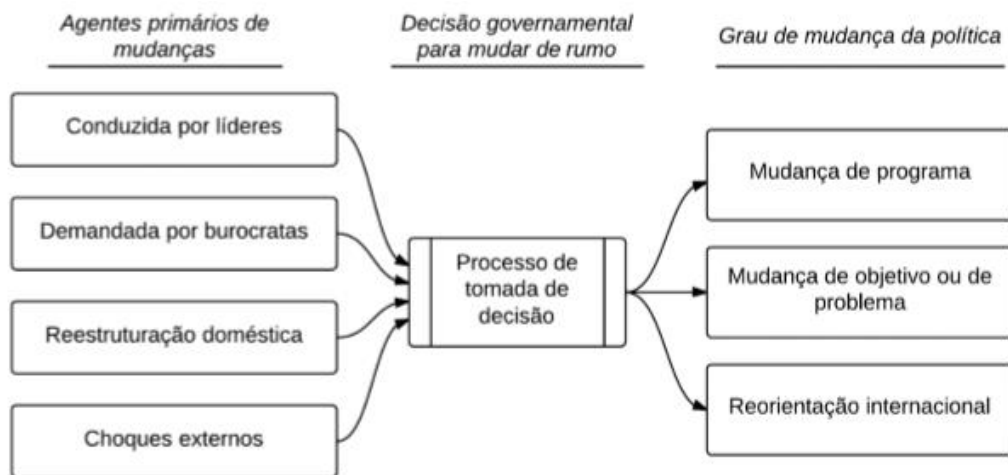 Agentes primários de
mudanças
Decisão governamental
para mudar de rumo
Grau de mudança da política
Conduzida por líderes
Demandada por burocratas
Reestruturação doméstica
Choques externos
Processo de
tomada de
decisão
Mudança de programa
Mudança de objetivo ou de
problema
Reorientação internacional